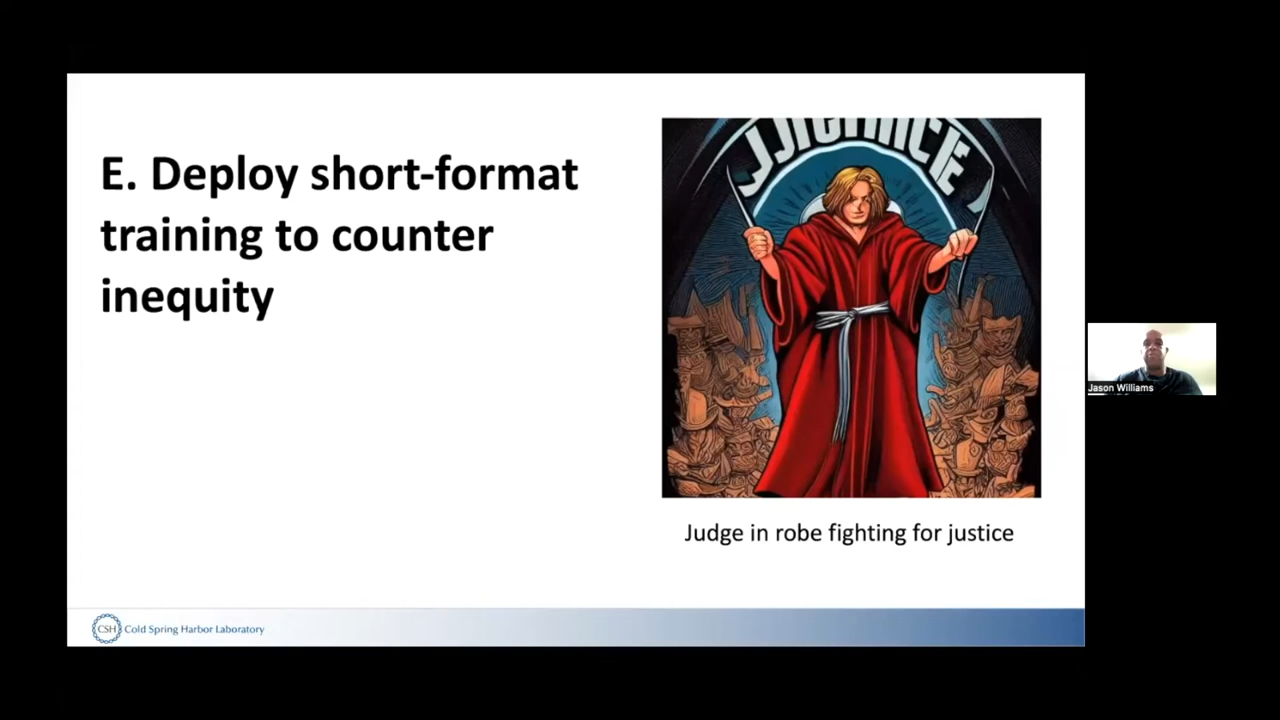 E. Deploy short-format
training to counter
inequity
Judge in robe fighting for justice
Jason Williams
CSH Cold Spring Harbor Laboratory